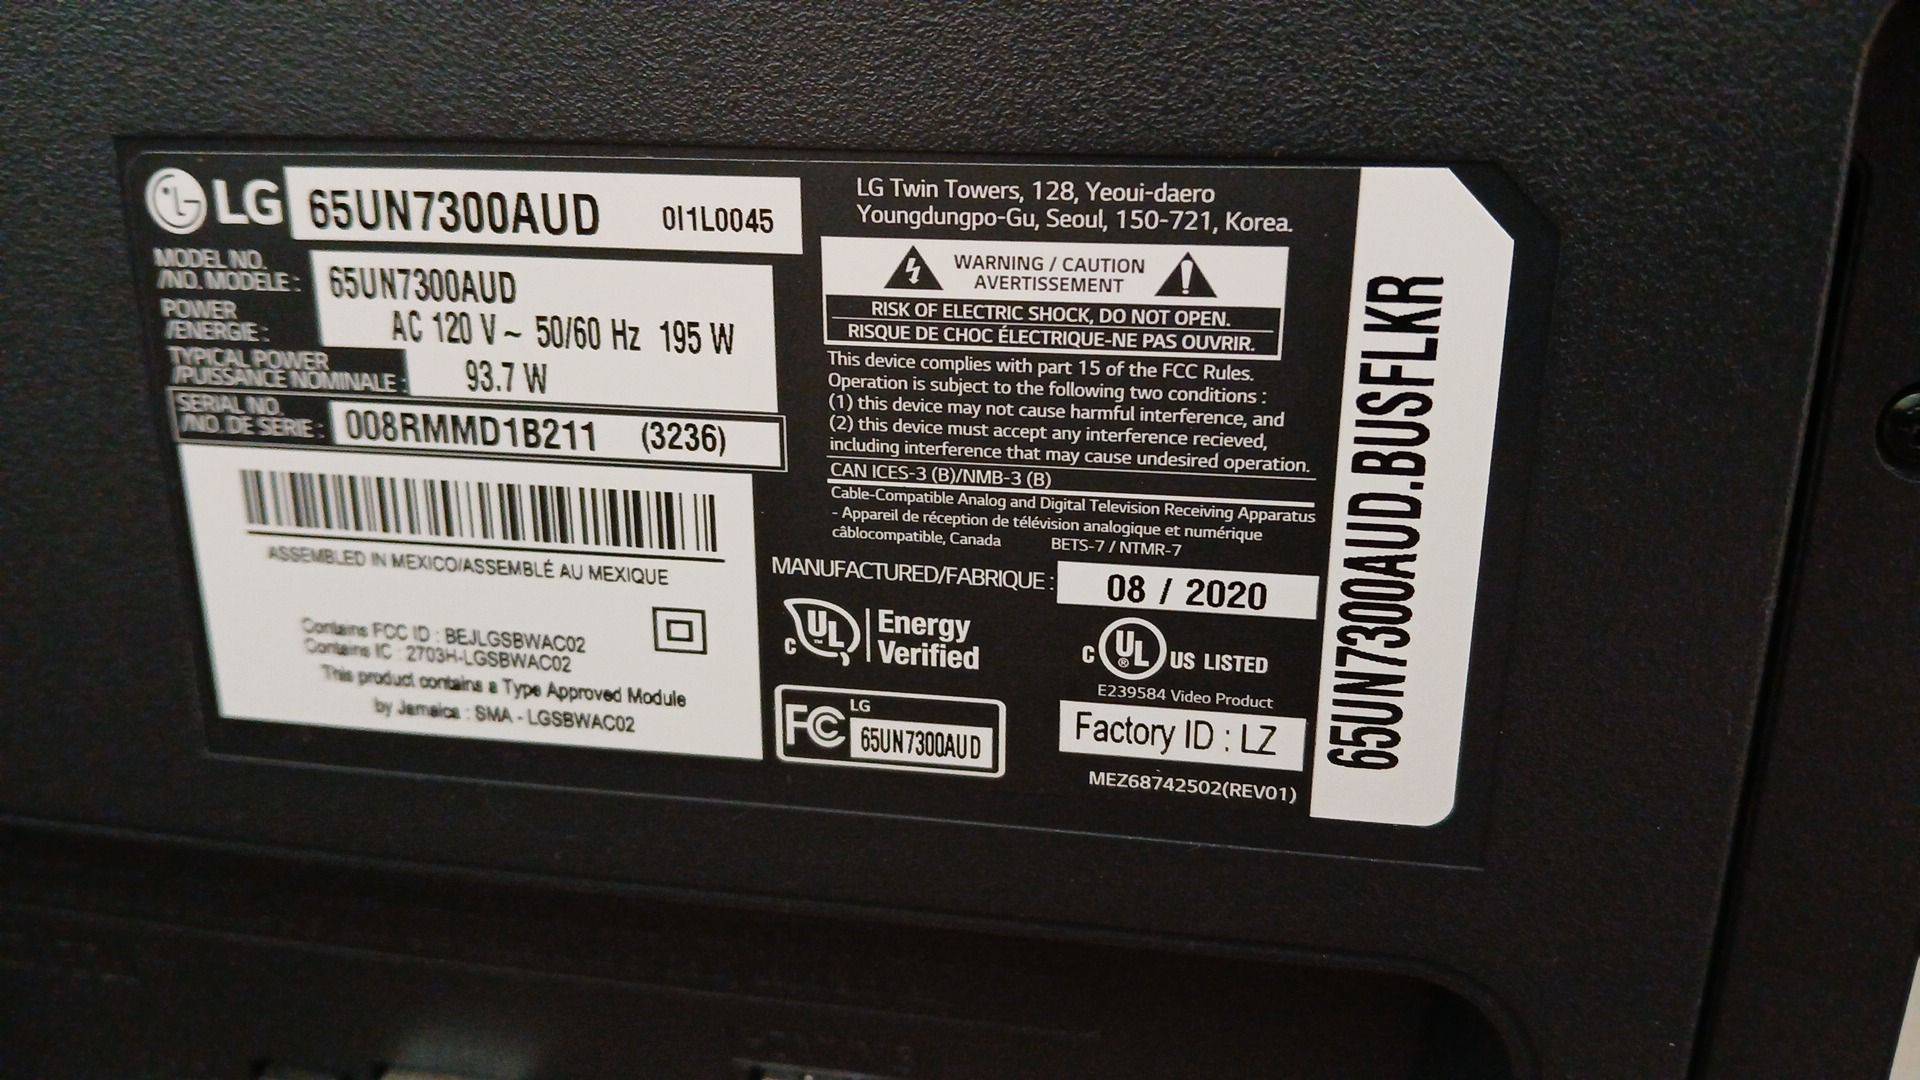 LG 65UN7300AUD 0I1L0045
MODEL NO.
/NO. MODELE : 65UN7300AUD
POWER
/ENERGIE : AC 120 V ~ 50/60 Hz 195 W
TYPICAL POWER
/PUISSANCE NOMINALE : 93.7 W
SERIAL NO.
/NO. DE SERIE : 008RMMD1B211 (3236)
ASSEMBLED IN MEXICO/ASSEMBLÉ AU MEXIQUE
Contains FCC ID : BEJLGSBWAC02
Contains IC : 2703H-LGSBWAC02
This product contains a Type Approved Module
by Jamaica : SMA - LGSBWAC02
LG Twin Towers, 128, Yeoui-daero
Youngdungpo-Gu, Seoul, 150-721, Korea.
WARNING / CAUTION
AVERTISSEMENT
RISK OF ELECTRIC SHOCK, DO NOT OPEN.
RISQUE DE CHOC ÉLECTRIQUE-NE PAS OUVRIR.
This device complies with part 15 of the FCC Rules.
Operation is subject to the following two conditions :
(1) this device may not cause harmful interference, and
(2) this device must accept any interference recieved,
including interference that may cause undesired operation.
CAN ICES-3 (B)/NMB-3 (B)
Cable-Compatible Analog and Digital Television Receiving Apparatus
- Appareil de réception de télévision analogique et numérique
câblocompatible, Canada BETS-7 / NTMR-7
MANUFACTURED/FABRIQUE : 08 / 2020
C UL TM Energy
Verified
C UL ® US LISTED
E239584 Video Product
FC LG
65UN7300AUD
Factory ID : LZ
MEZ68742502(REV01)
65UN7300AUD.BUSFLKR